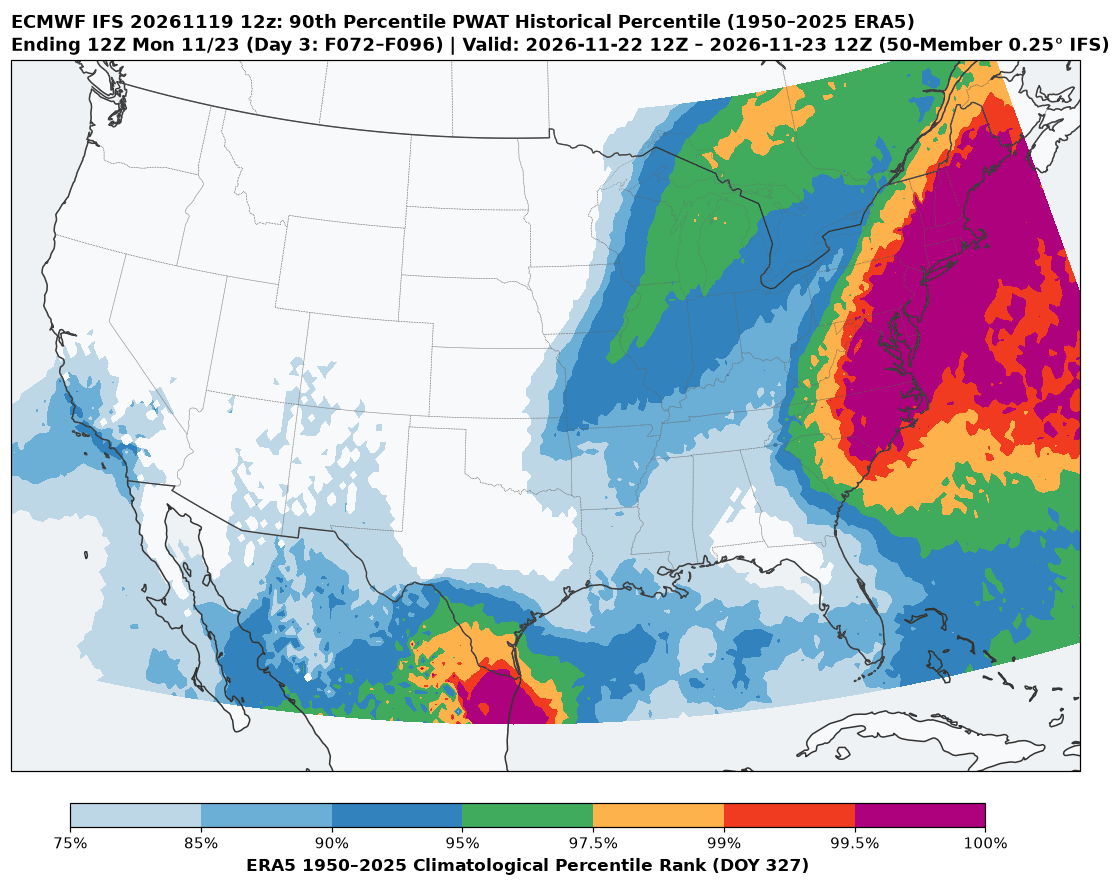 ECMWF IFS 20261119 12z: 90th Percentile PWAT Historical Percentile (1950–2025 ERA5)
Ending 12Z Mon 11/23 (Day 3: F072–F096) | Valid: 2026-11-22 12Z – 2026-11-23 12Z (50-Member 0.25° IFS)
75% 85% 90% 95% 97.5% 99% 99.5% 100%
ERA5 1950–2025 Climatological Percentile Rank (DOY 327)